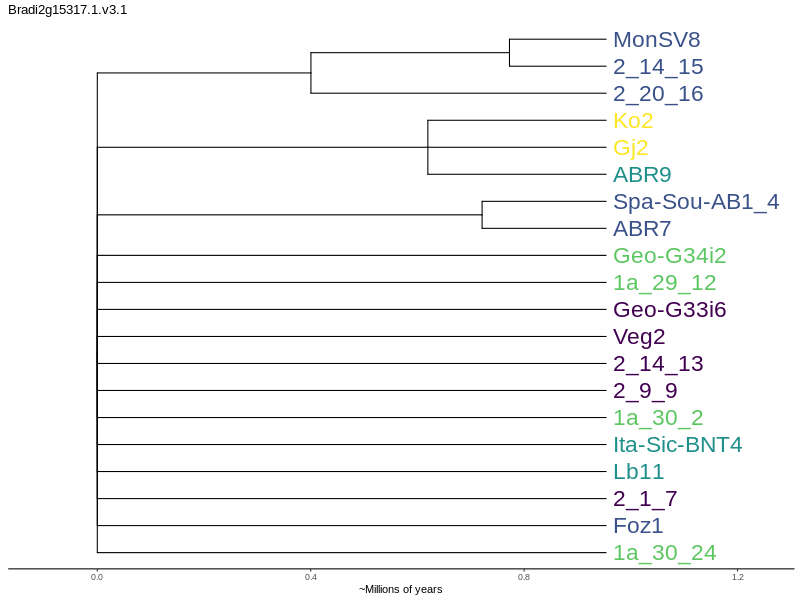 Bradi2g15317.1.v3.1
MonSV8
2_14_15
2_20_16
Ko2
Gj2
ABR9
Spa-Sou-AB1_4
ABR7
Geo-G34i2
1a_29_12
Geo-G33i6
Veg2
2_14_13
2_9_9
1a_30_2
Ita-Sic-BNT4
Lb11
2_1_7
Foz1
1a_30_24
0.0 0.4 0.8 1.2
~Millions of years